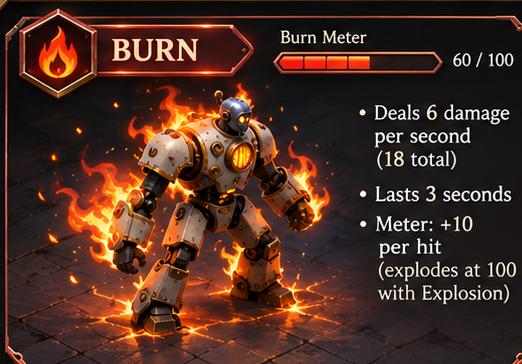 BURN
Burn Meter
60 / 100
• Deals 6 damage
per second
(18 total)
• Lasts 3 seconds
• Meter: +10
per hit
(explodes at 100
with Explosion)